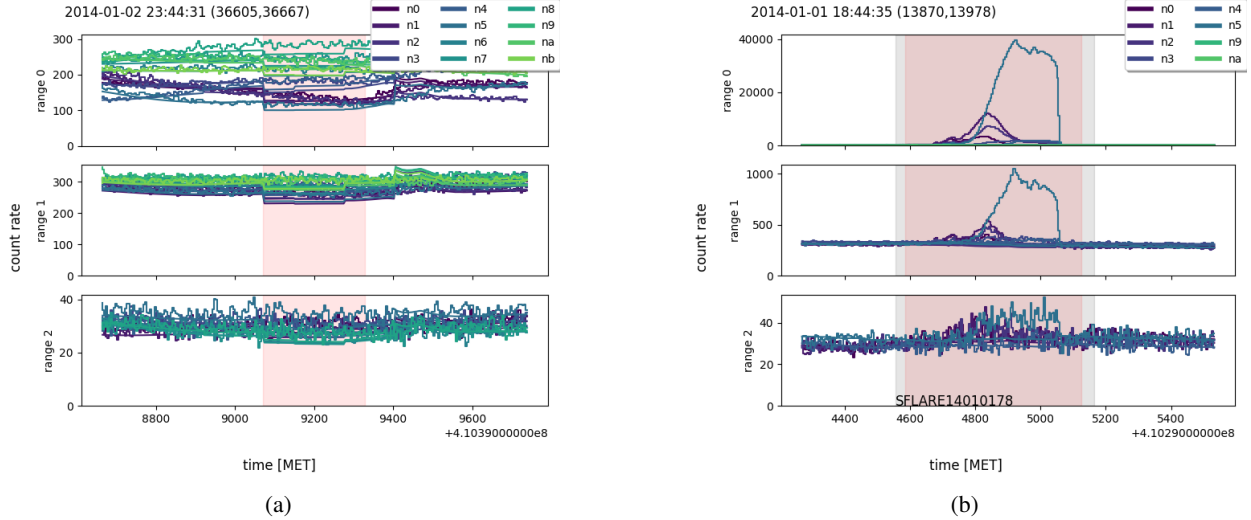 2014-01-02 23:44:31 (36605,36667)
n0 n4 n8
n1 n5 n9
n2 n6 na
n3 n7 nb
300
200
100
0
range 0
300
200
100
0
range 1
count rate
40
20
0
range 2
8800 9000 9200 9400 9600
+4.1039000000e8
time [MET]
(a)
2014-01-01 18:44:35 (13870,13978)
n0 n5
n1 n9
n2 na
n3
40000
20000
0
range 0
1000
500
0
range 1
count rate
40
20
0
range 2
SFLARE14010178
4400 4600 4800 5000 5200 5400
+4.1029000000e8
time [MET]
(b)